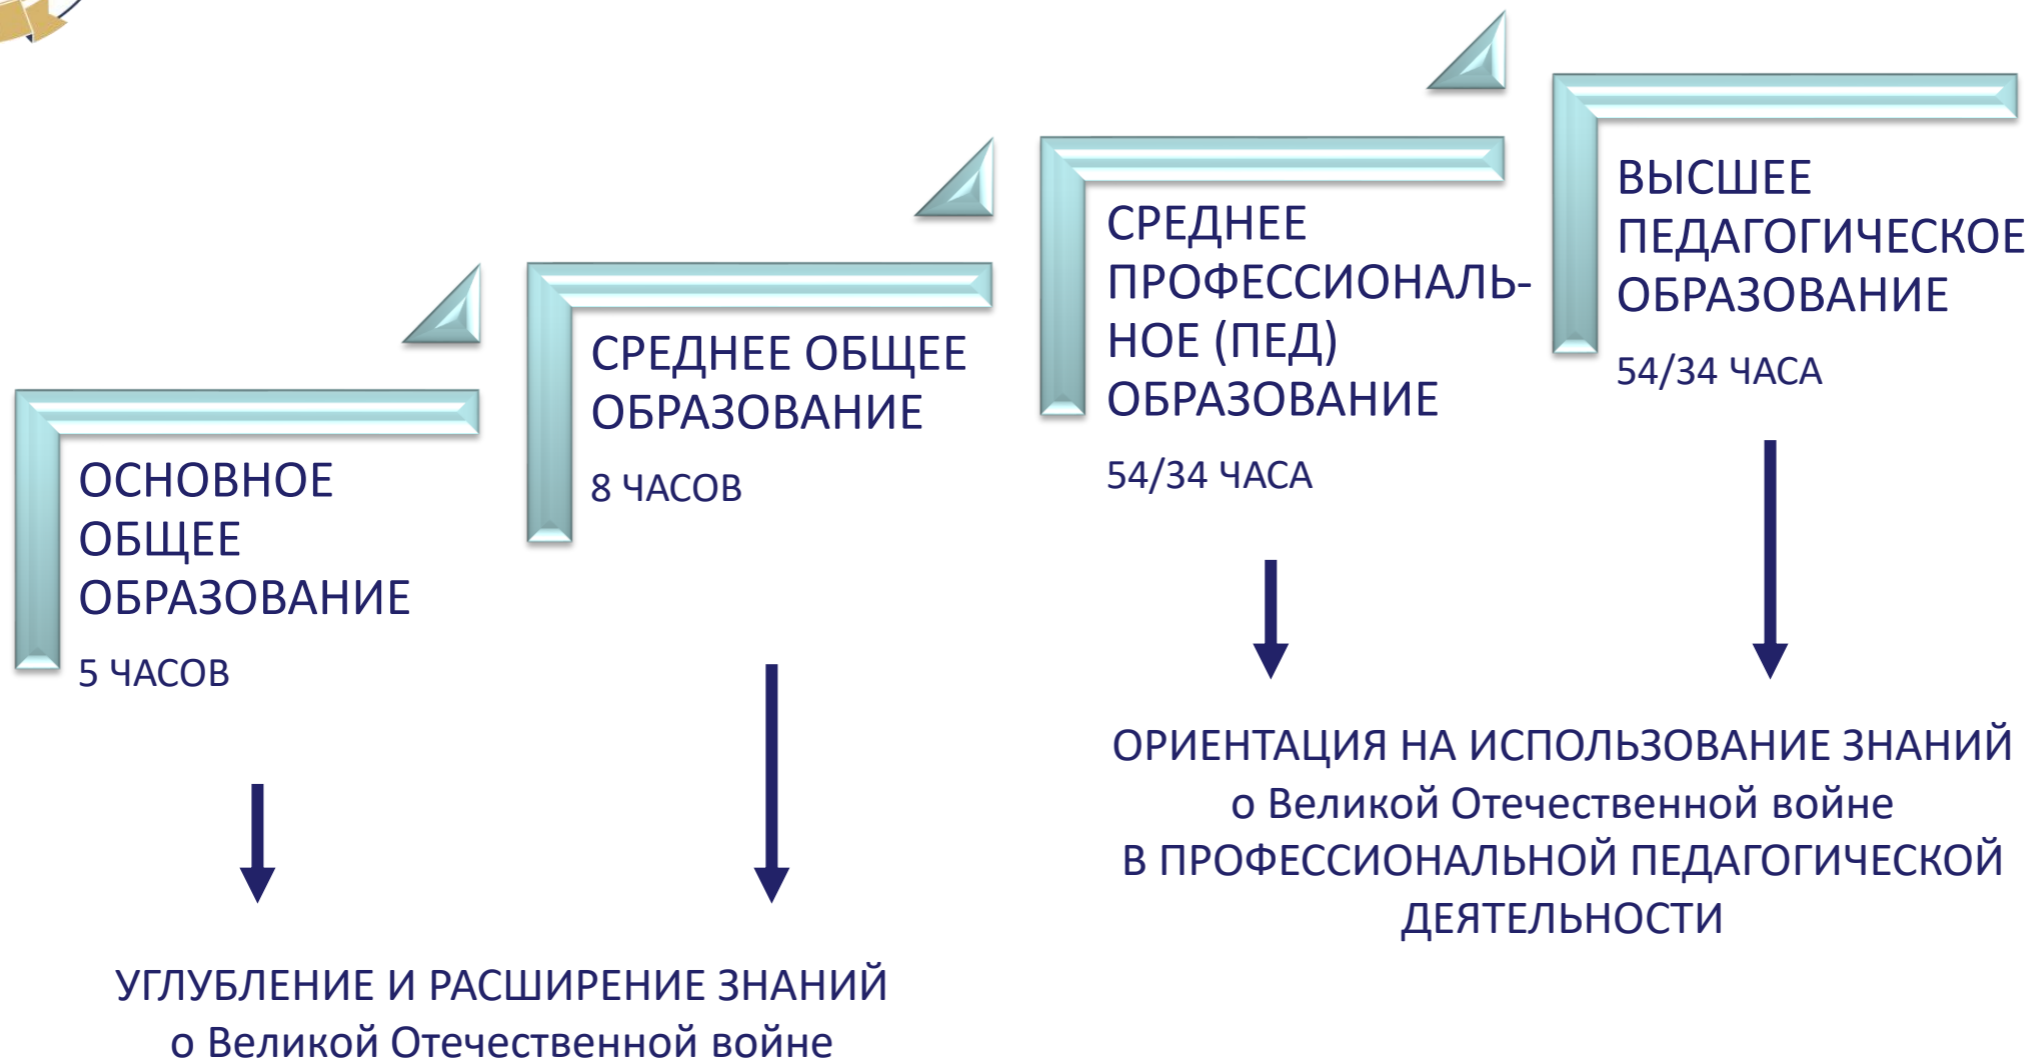 ОСНОВНОЕ
ОБЩЕЕ
ОБРАЗОВАНИЕ
5 ЧАСОВ
СРЕДНЕЕ ОБЩЕЕ
ОБРАЗОВАНИЕ
8 ЧАСОВ
СРЕДНЕЕ
ПРОФЕССИОНАЛЬ-
НОЕ (ПЕД)
ОБРАЗОВАНИЕ
54/34 ЧАСА
ВЫСШЕЕ
ПЕДАГОГИЧЕСКОЕ
ОБРАЗОВАНИЕ
54/34 ЧАСА
УГЛУБЛЕНИЕ И РАСШИРЕНИЕ ЗНАНИЙ
о Великой Отечественной войне
ОРИЕНТАЦИЯ НА ИСПОЛЬЗОВАНИЕ ЗНАНИЙ
о Великой Отечественной войне
В ПРОФЕССИОНАЛЬНОЙ ПЕДАГОГИЧЕСКОЙ
ДЕЯТЕЛЬНОСТИ